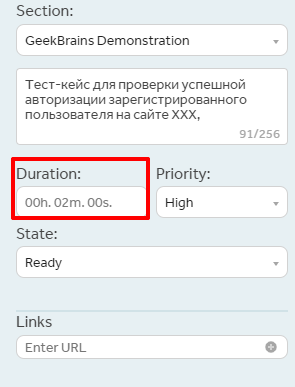 Section:
GeekBrains Demonstration
Тест-кейс для проверки успешной
авторизации зарегистрированного
пользователя на сайте XXX,
91/256
Duration: Priority:
00h. 02m. 00s. High
State:
Ready
Links
Enter URL